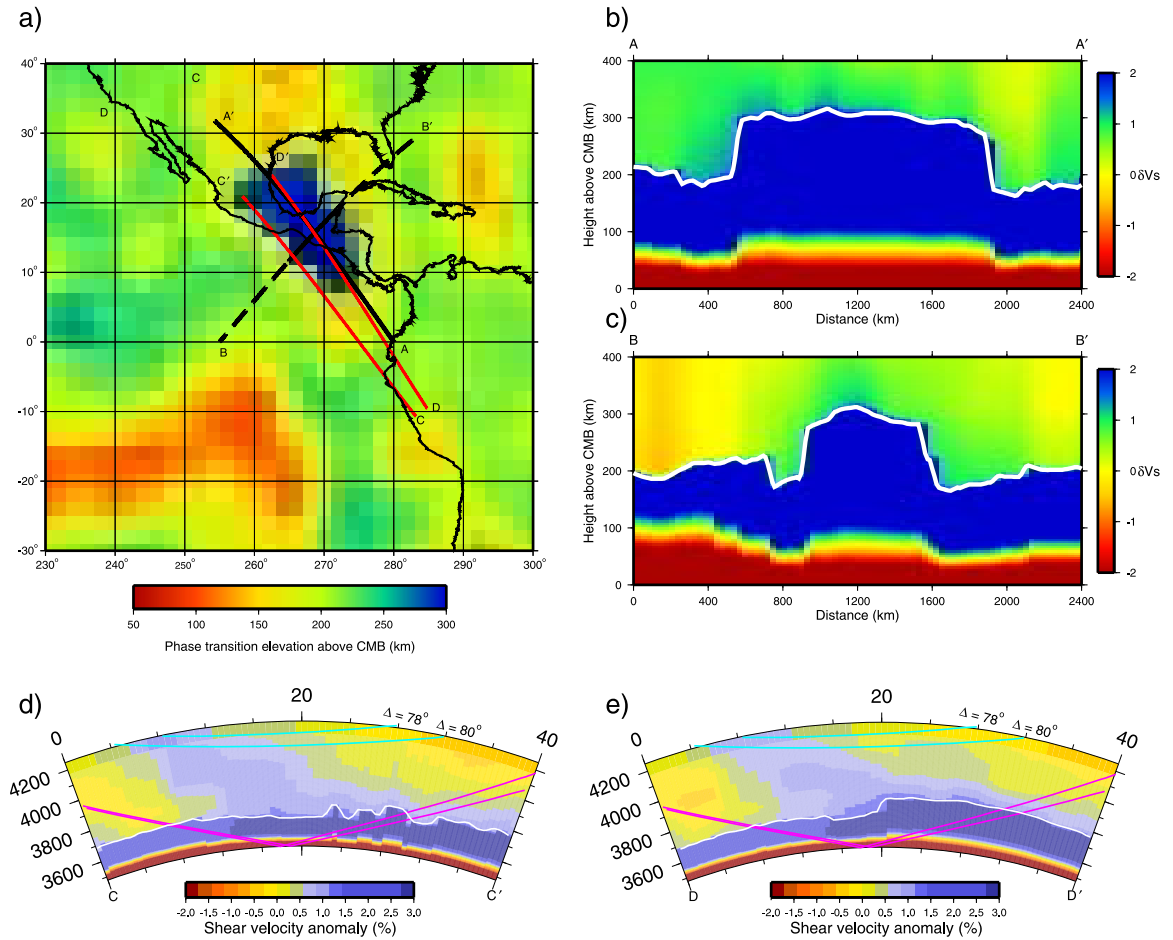 a)
40°
30°
20°
10°
0°
-10°
-20°
-30°
230°
240°
250°
260°
270°
280°
290°
300°
C
D
A′
B′
D′
C′
B
A
D
C
50
100
150
200
250
300
Phase transition elevation above CMB (km)
b)
A
A′
400
300
200
100
0
Height above CMB (km)
0
400
800
1200
1600
2000
2400
Distance (km)
2
1
0 δVs
-1
-2
c)
B
B′
400
300
200
100
0
Height above CMB (km)
0
400
800
1200
1600
2000
2400
Distance (km)
2
1
0 δVs
-1
-2
d)
0
20
40
Δ = 78°
Δ = 80°
4200
4000
3800
3600
C
C′
-2.0 -1.5 -1.0 -0.5 0.0 0.5 1.0 1.5 2.0 2.5 3.0
Shear velocity anomaly (%)
e)
0
20
40
Δ = 78°
Δ = 80°
4200
4000
3800
3600
D
D′
-2.0 -1.5 -1.0 -0.5 0.0 0.5 1.0 1.5 2.0 2.5 3.0
Shear velocity anomaly (%)